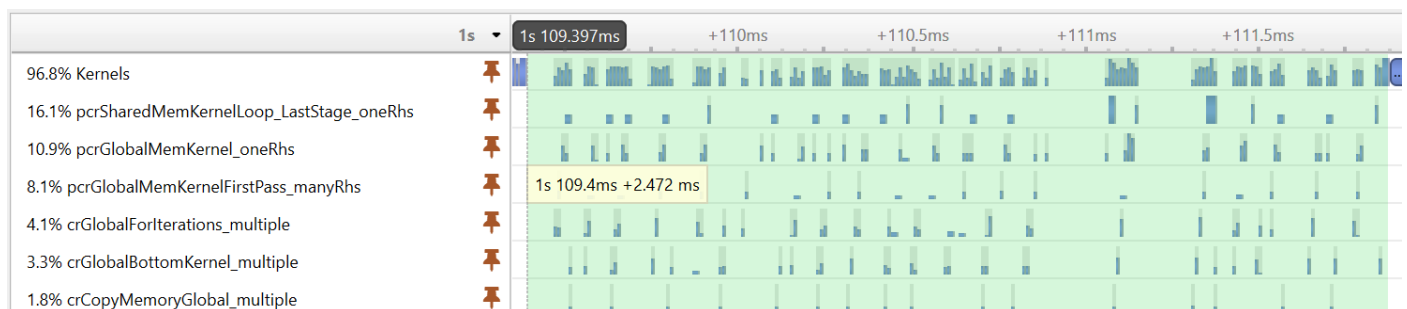 1s 1s 109.397ms +110ms +110.5ms +111ms +111.5ms
96.8% Kernels
16.1% pcrSharedMemKernelLoop_LastStage_oneRhs
10.9% pcrGlobalMemKernel_oneRhs
8.1% pcrGlobalMemKernelFirstPass_manyRhs
1s 109.4ms +2.472 ms
4.1% crGlobalForIterations_multiple
3.3% crGlobalBottomKernel_multiple
1.8% crCopyMemoryGlobal_multiple